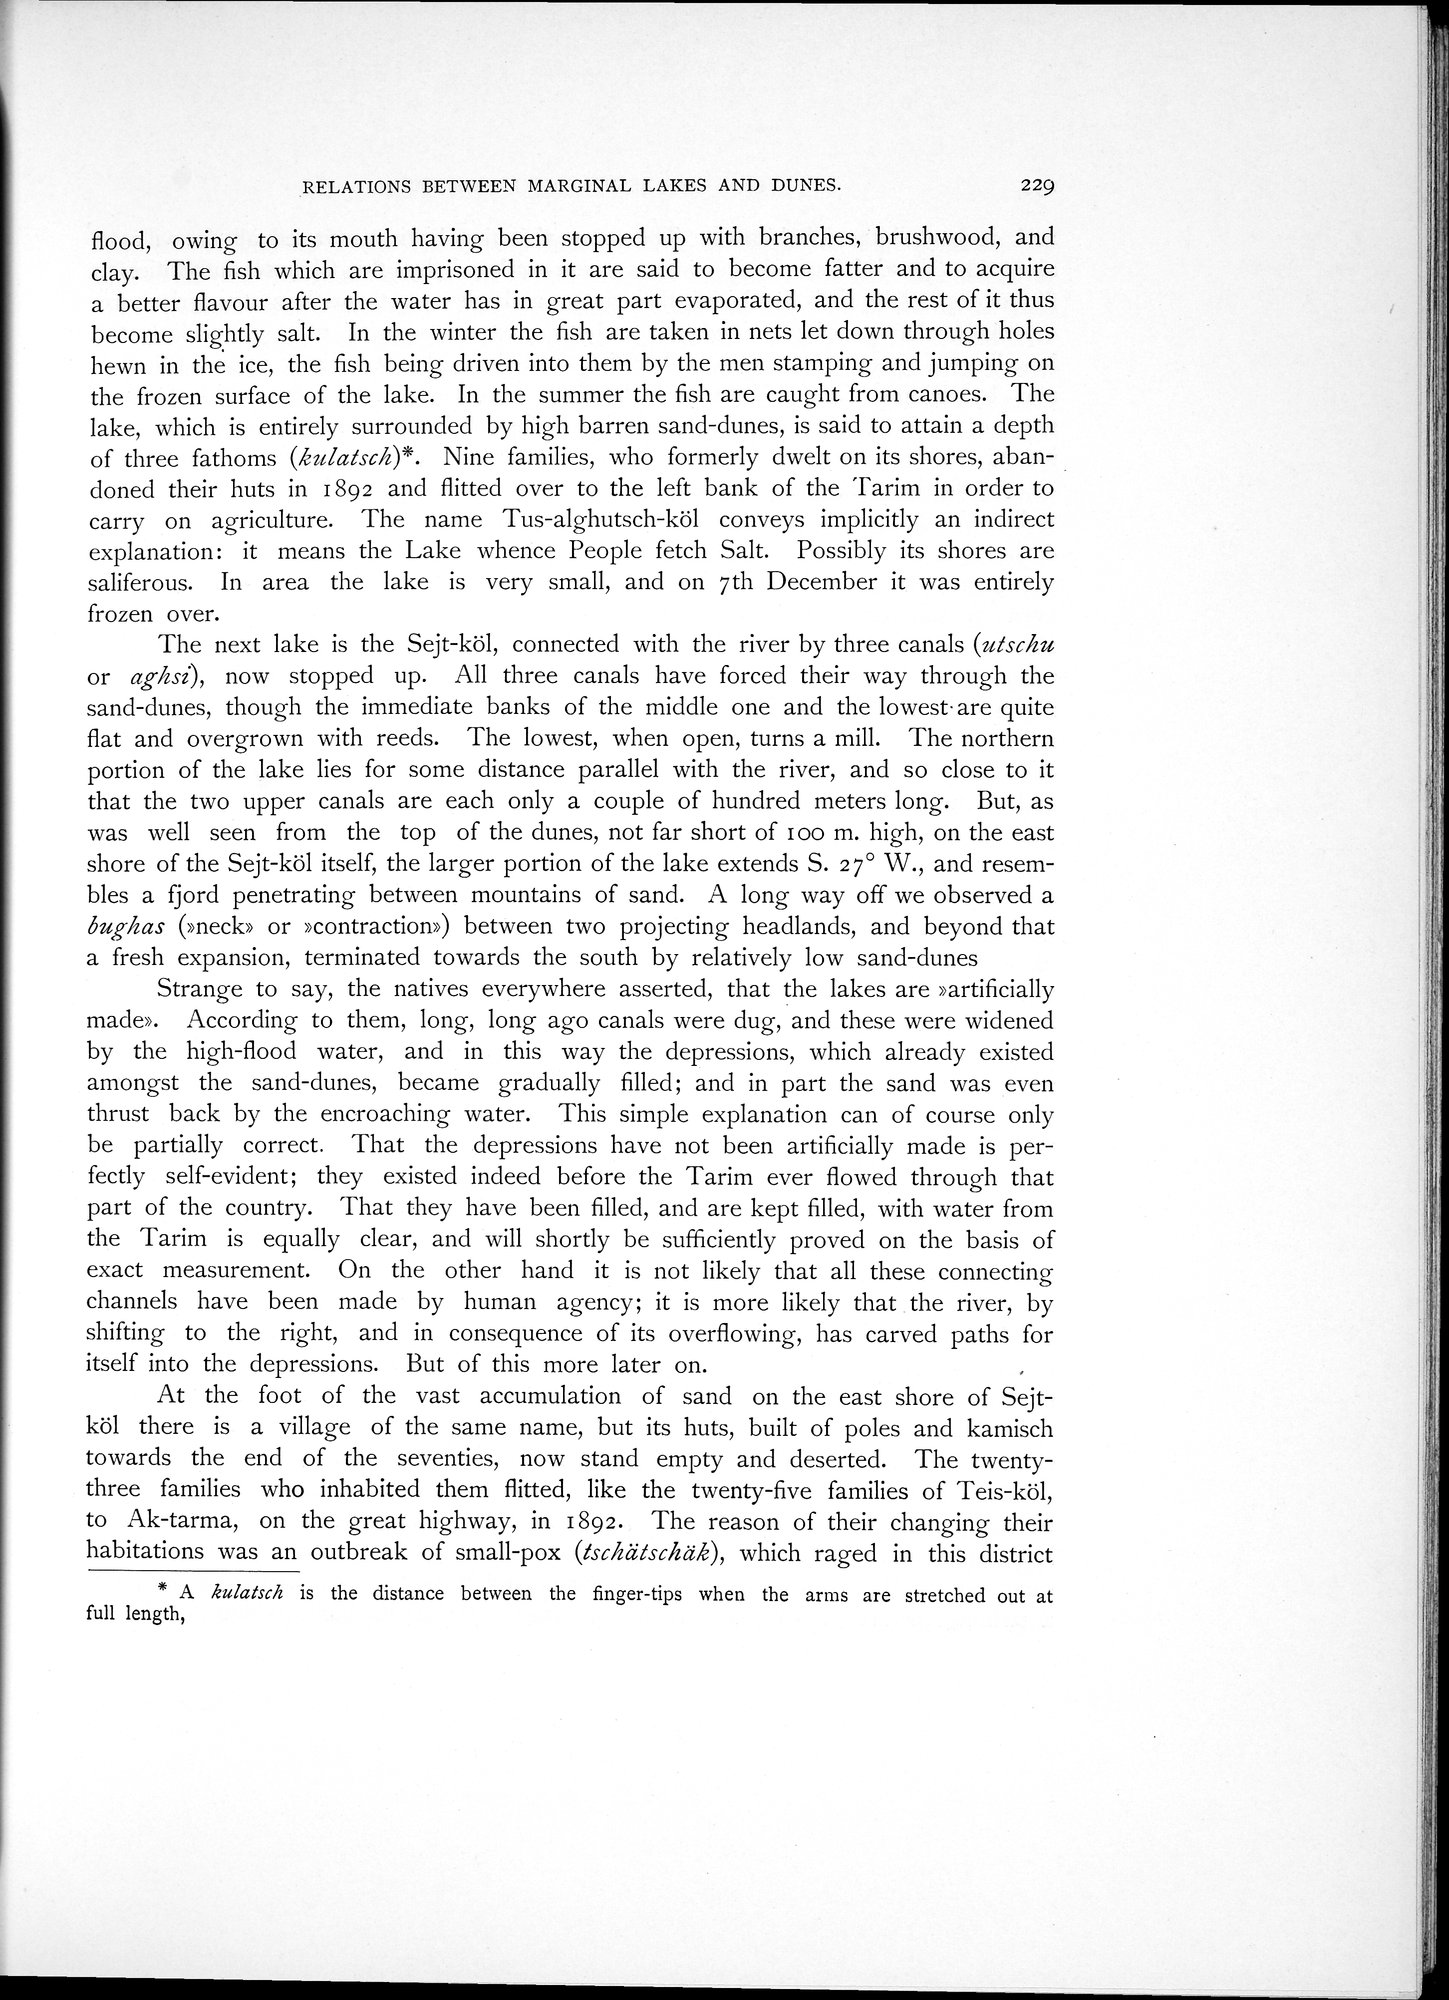 RELATIONS BETWEEN MARGINAL LAKES AND DUNES. 229
flood, owing to its mouth having been stopped up with branches, brushwood, and
clay. The fish which are imprisoned in it are said to become fatter and to acquire
a better flavour after the water has in great part evaporated, and the rest of it thus
become slightly salt. In the winter the fish are taken in nets let down through holes
hewn in the ice, the fish being driven into them by the men stamping and jumping on
the frozen surface of the lake. In the summer the fish are caught from canoes. The
lake, which is entirely surrounded by high barren sand-dunes, is said to attain a depth
of three fathoms (kulatsch)*. Nine families, who formerly dwelt on its shores, aban-
doned their huts in 1892 and flitted over to the left bank of the Tarim in order to
carry on agriculture. The name Tus-alghutsch-köl conveys implicitly an indirect
explanation: it means the Lake whence People fetch Salt. Possibly its shores are
saliferous. In area the lake is very small, and on 7th December it was entirely
frozen over.
The next lake is the Sejt-köl, connected with the river by three canals (utschu
or aghsi), now stopped up. All three canals have forced their way through the
sand-dunes, though the immediate banks of the middle one and the lowest are quite
flat and overgrown with reeds. The lowest, when open, turns a mill. The northern
portion of the lake lies for some distance parallel with the river, and so close to it
that the two upper canals are each only a couple of hundred meters long. But, as
was well seen from the top of the dunes, not far short of 100 m. high, on the east
shore of the Sejt-köl itself, the larger portion of the lake extends S. 27° W., and resem-
bles a fjord penetrating between mountains of sand. A long way off we observed a
bughas (»neck» or »contraction») between two projecting headlands, and beyond that
a fresh expansion, terminated towards the south by relatively low sand-dunes
Strange to say, the natives everywhere asserted, that the lakes are »artificially
made». According to them, long, long ago canals were dug, and these were widened
by the high-flood water, and in this way the depressions, which already existed
amongst the sand-dunes, became gradually filled; and in part the sand was even
thrust back by the encroaching water. This simple explanation can of course only
be partially correct. That the depressions have not been artificially made is per-
fectly self-evident; they existed indeed before the Tarim ever flowed through that
part of the country. That they have been filled, and are kept filled, with water from
the Tarim is equally clear, and will shortly be sufficiently proved on the basis of
exact measurement. On the other hand it is not likely that all these connecting
channels have been made by human agency; it is more likely that the river, by
shifting to the right, and in consequence of its overflowing, has carved paths for
itself into the depressions. But of this more later on.
At the foot of the vast accumulation of sand on the east shore of Sejt-
köl there is a village of the same name, but its huts, built of poles and kamisch
towards the end of the seventies, now stand empty and deserted. The twenty-
three families who inhabited them flitted, like the twenty-five families of Teis-köl,
to Ak-tarma, on the great highway, in 1892. The reason of their changing their
habitations was an outbreak of small-pox (tschätschäk), which raged in this district
* A kulatsch is the distance between the finger-tips when the arms are stretched out at
full length,